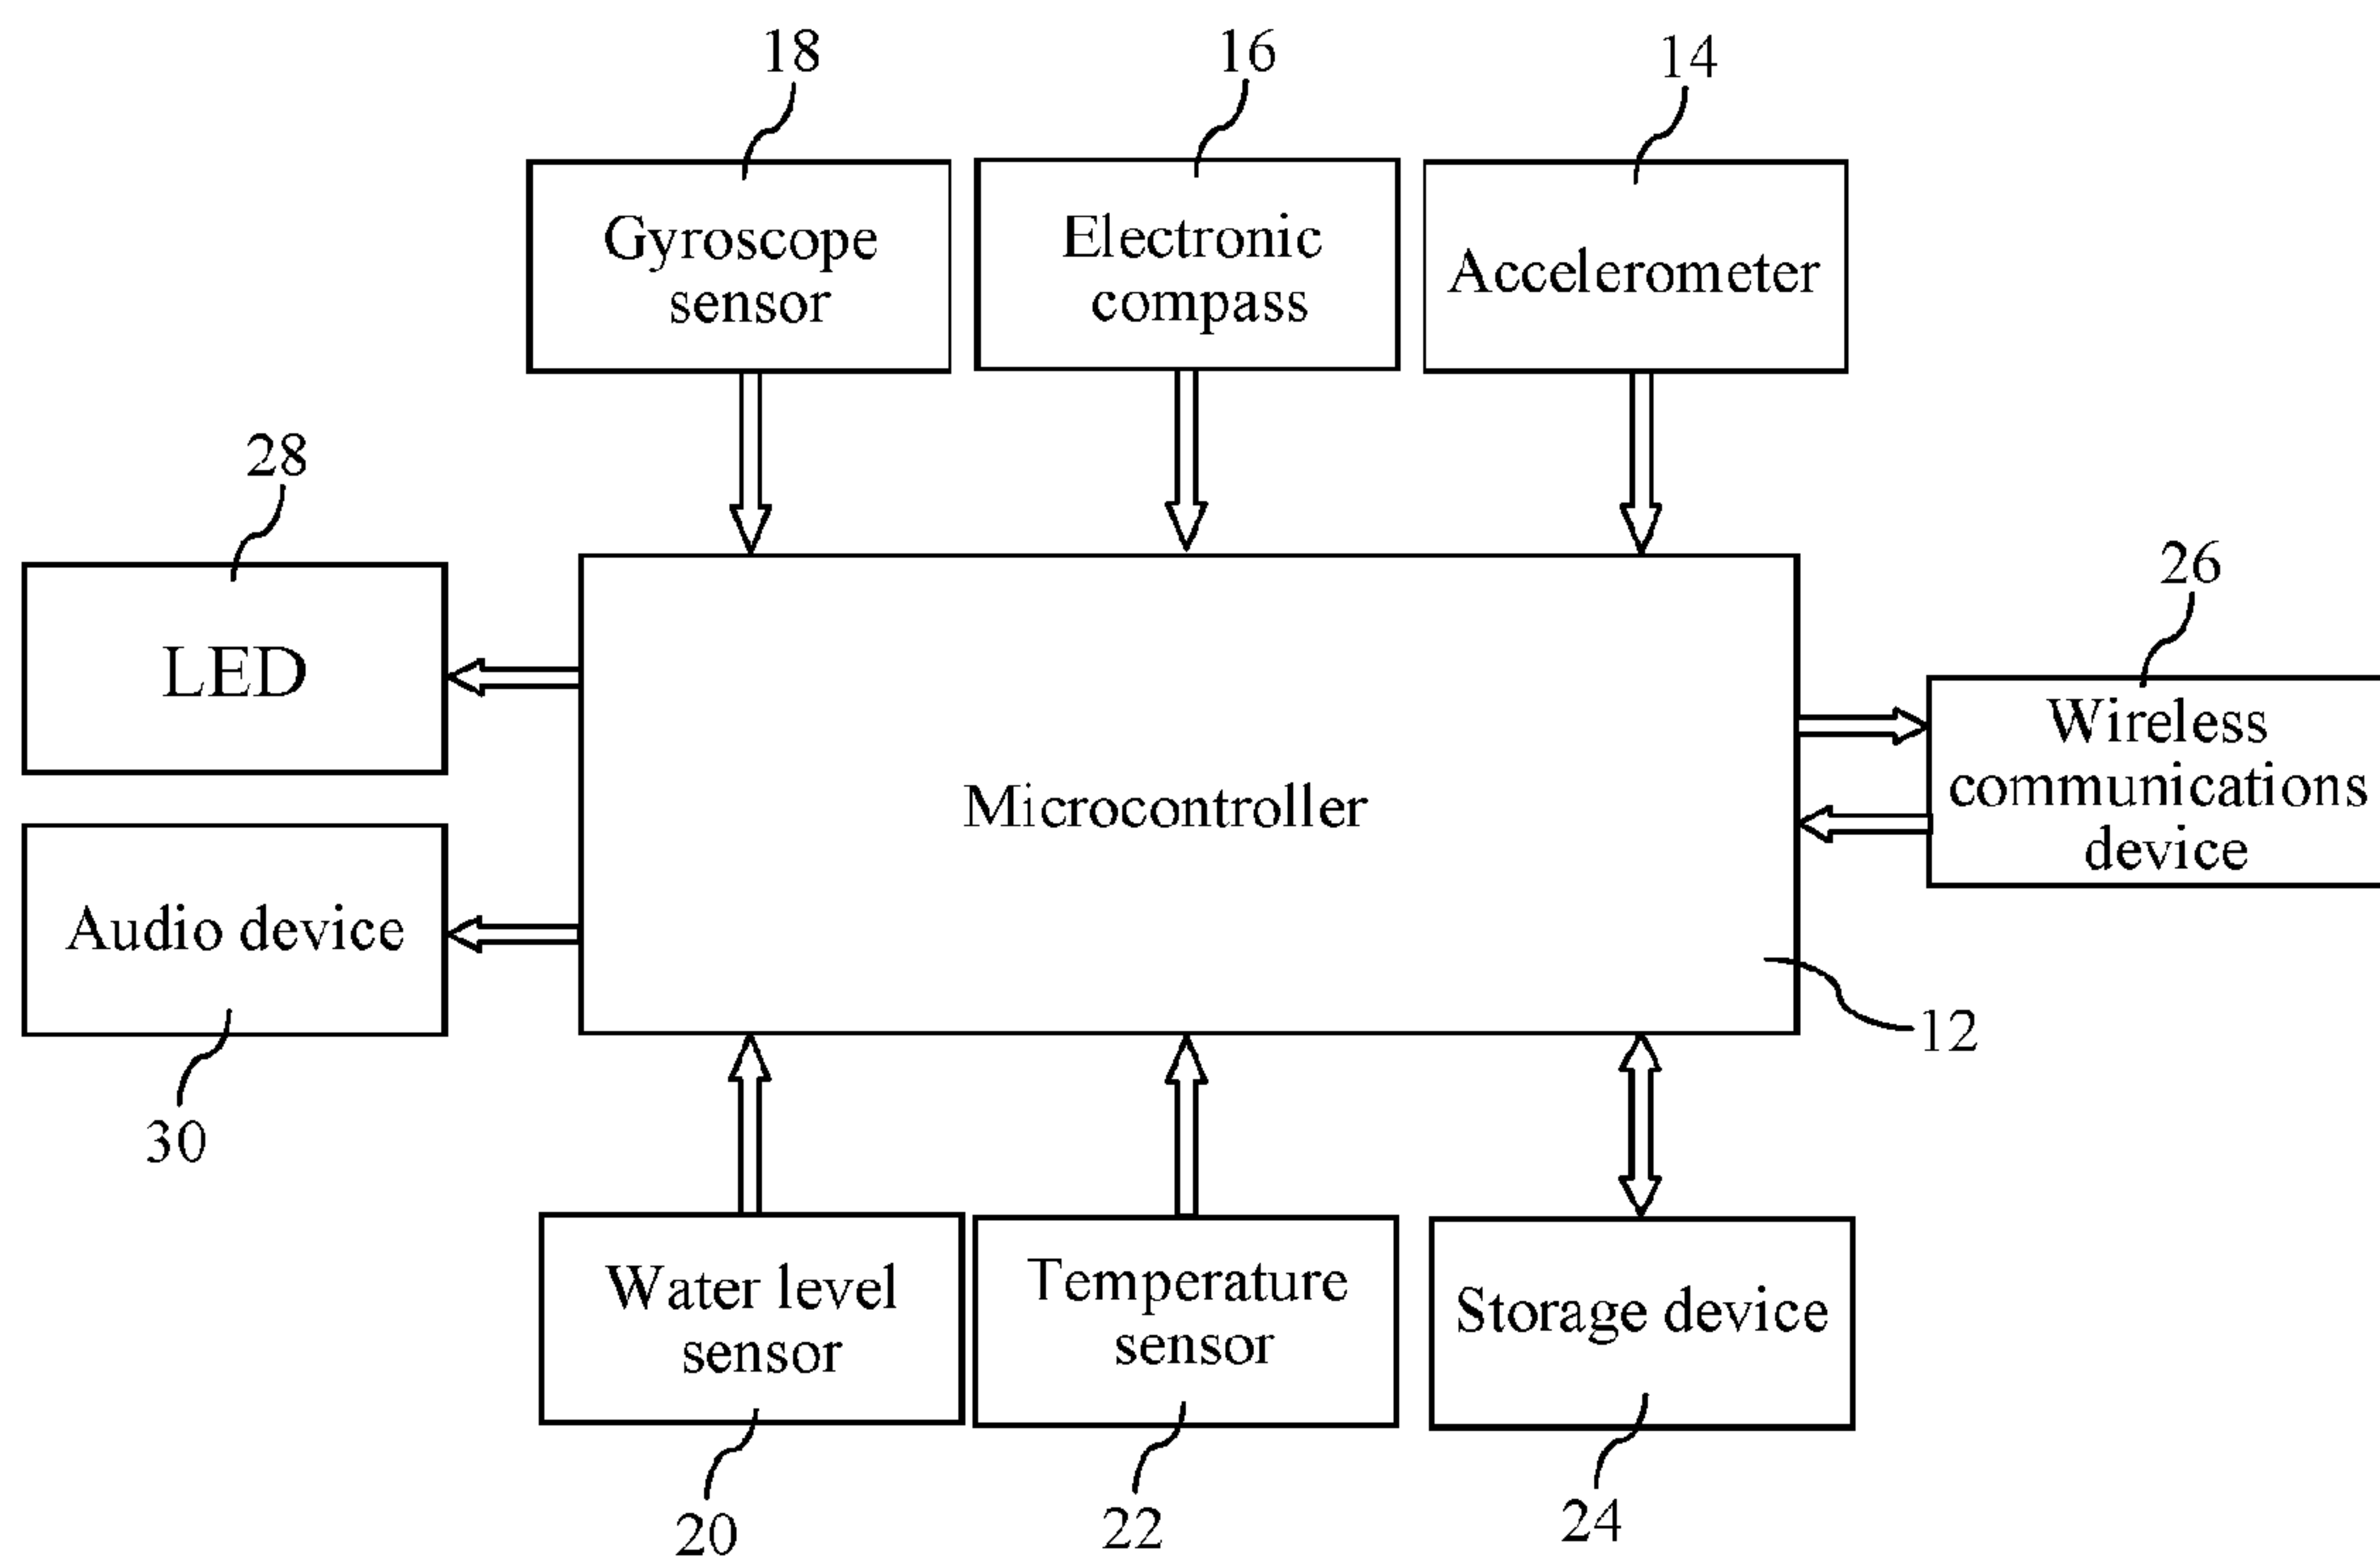 18
16
14
Gyroscope
sensor
Electronic
compass
Accelerometer
28
26
LED
Wireless
communications
device
Microcontroller
Audio device
12
30
Water level
sensor
Temperature
sensor
Storage device
20
22
24